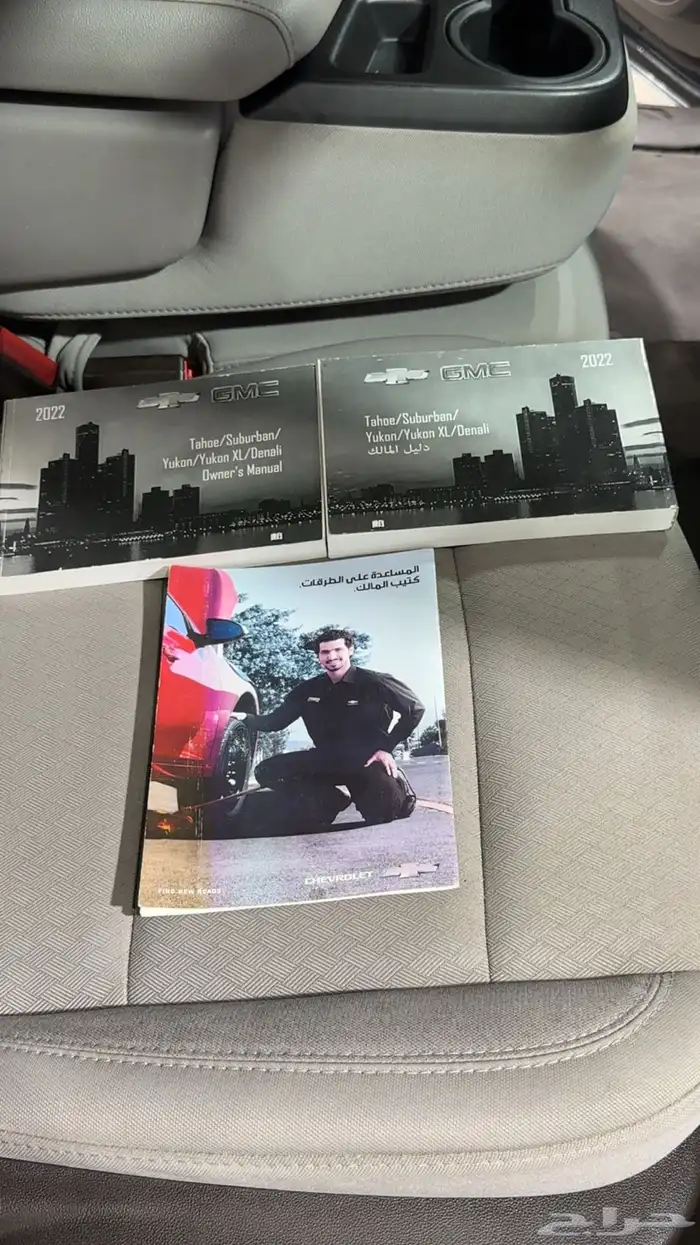 2022
GMC
Tahoe/Suburban/
Yukon/Yukon XL/Denali
Owner's Manual
2022
GMC
Tahoe/Suburban/
Yukon/Yukon XL/Denali
دليل المالك
المساعدة على الطرقات.
كتيب المالك.
CHEVROLET
FIND NEW ROADS
حراج